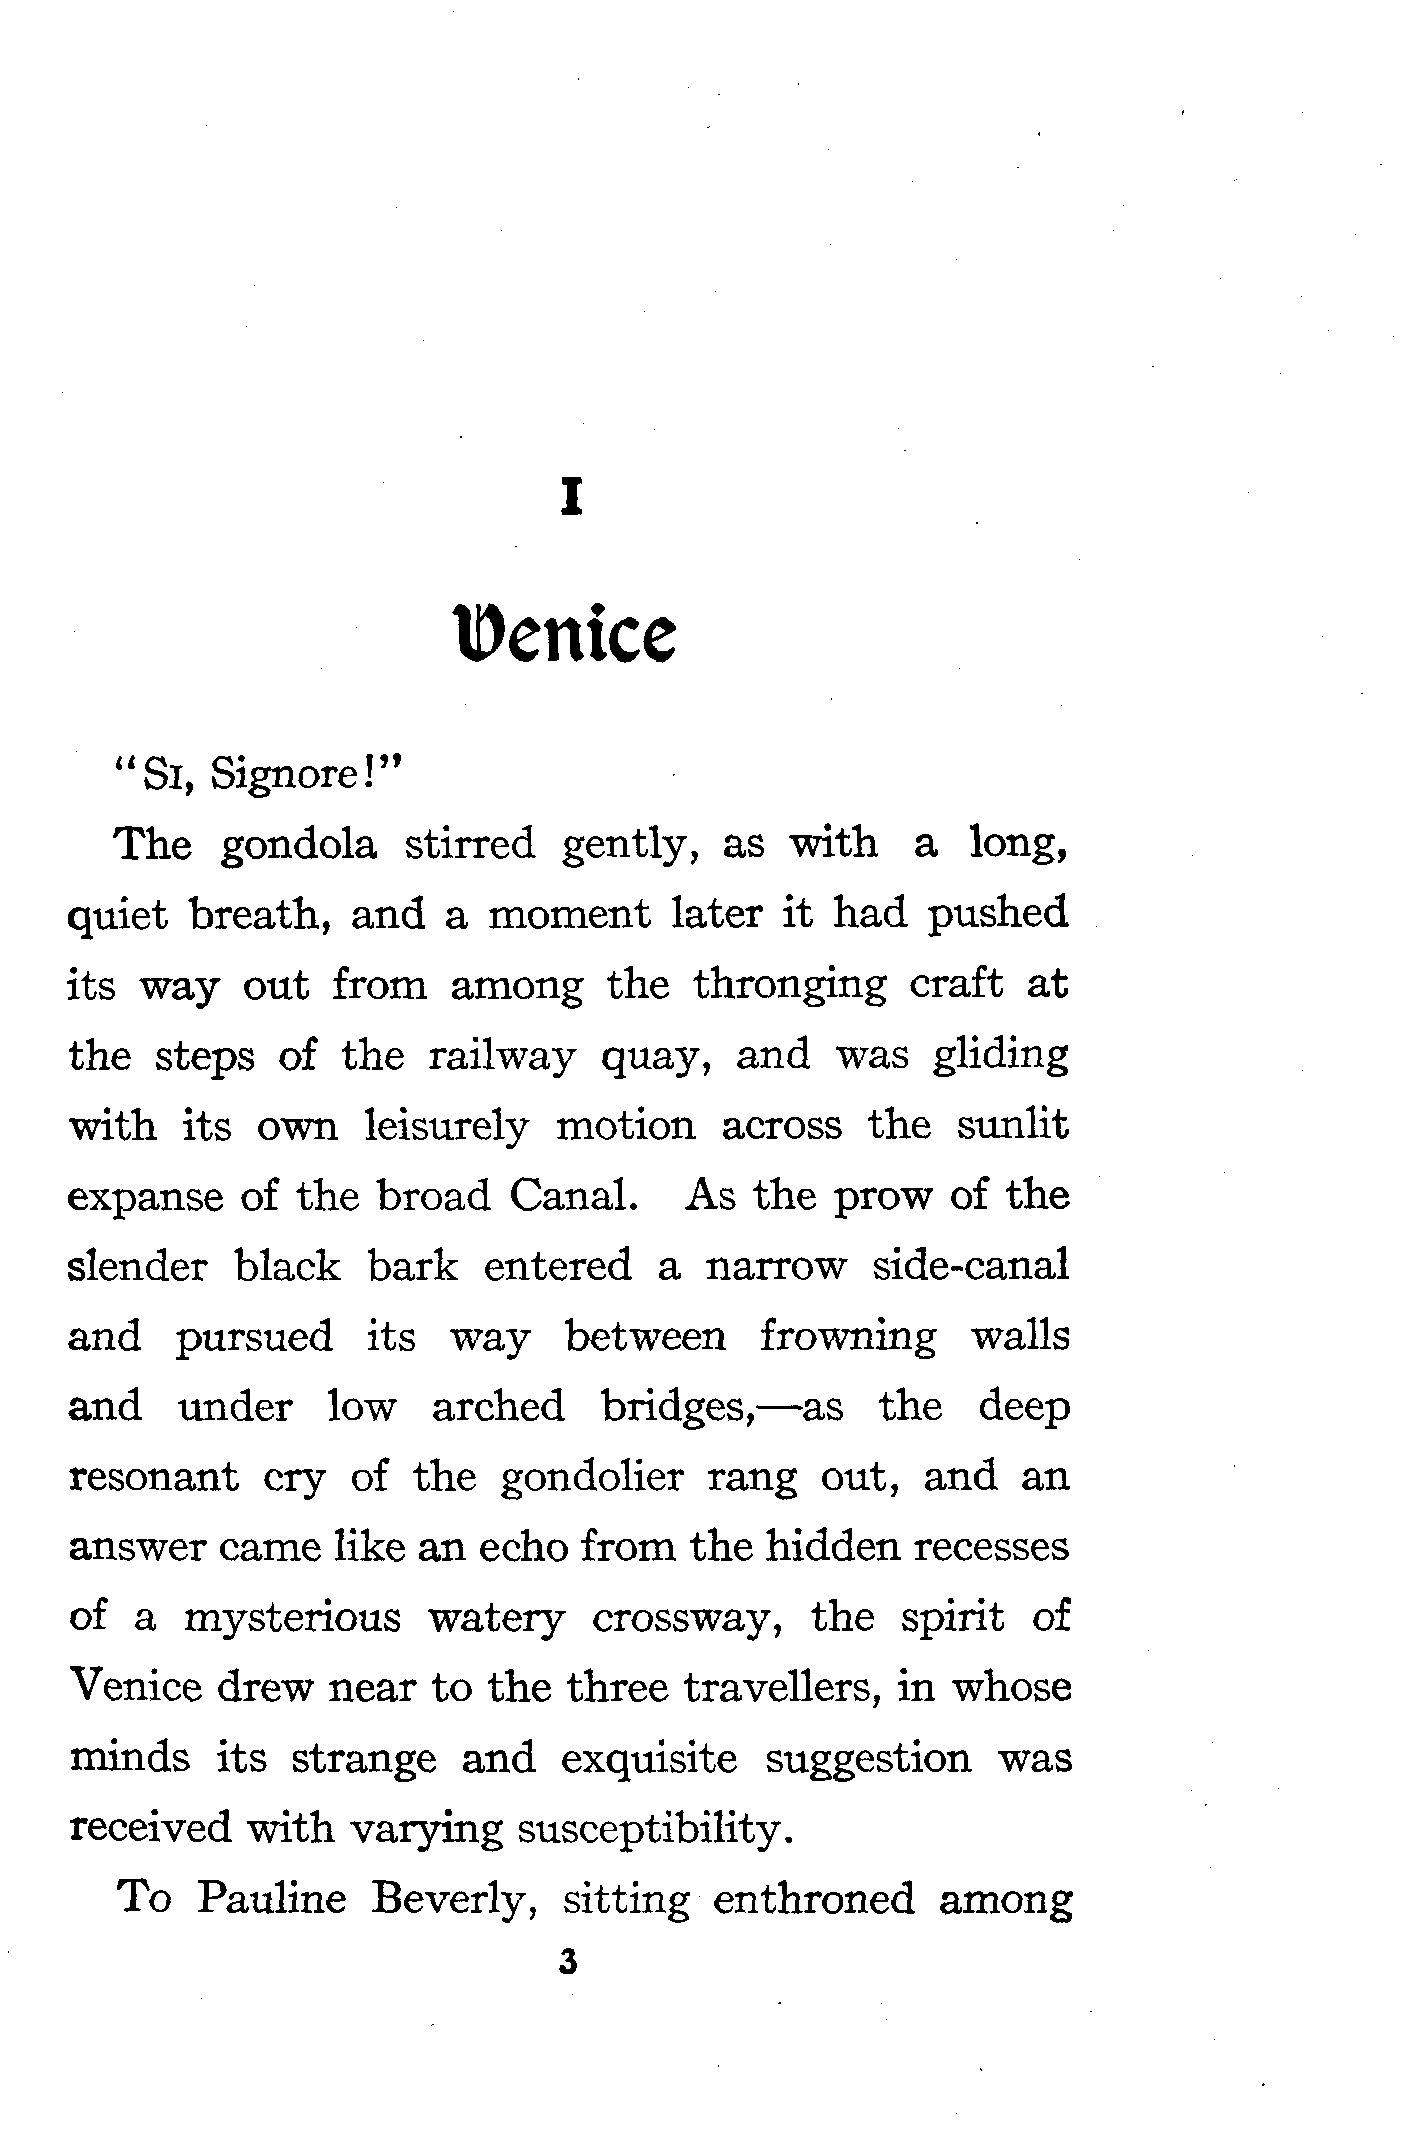 I
Venice
"SI, Signore!"
The gondola stirred gently, as with a long,
quiet breath, and a moment later it had pushed
its way out from among the thronging craft at
the steps of the railway quay, and was gliding
with its own leisurely motion across the sunlit
expanse of the broad Canal. As the prow of the
slender black bark entered a narrow side-canal
and pursued its way between frowning walls
and under low arched bridges,—as the deep
resonant cry of the gondolier rang out, and an
answer came like an echo from the hidden recesses
of a mysterious watery crossway, the spirit of
Venice drew near to the three travellers, in whose
minds its strange and exquisite suggestion was
received with varying susceptibility.
To Pauline Beverly, sitting enthroned among
3